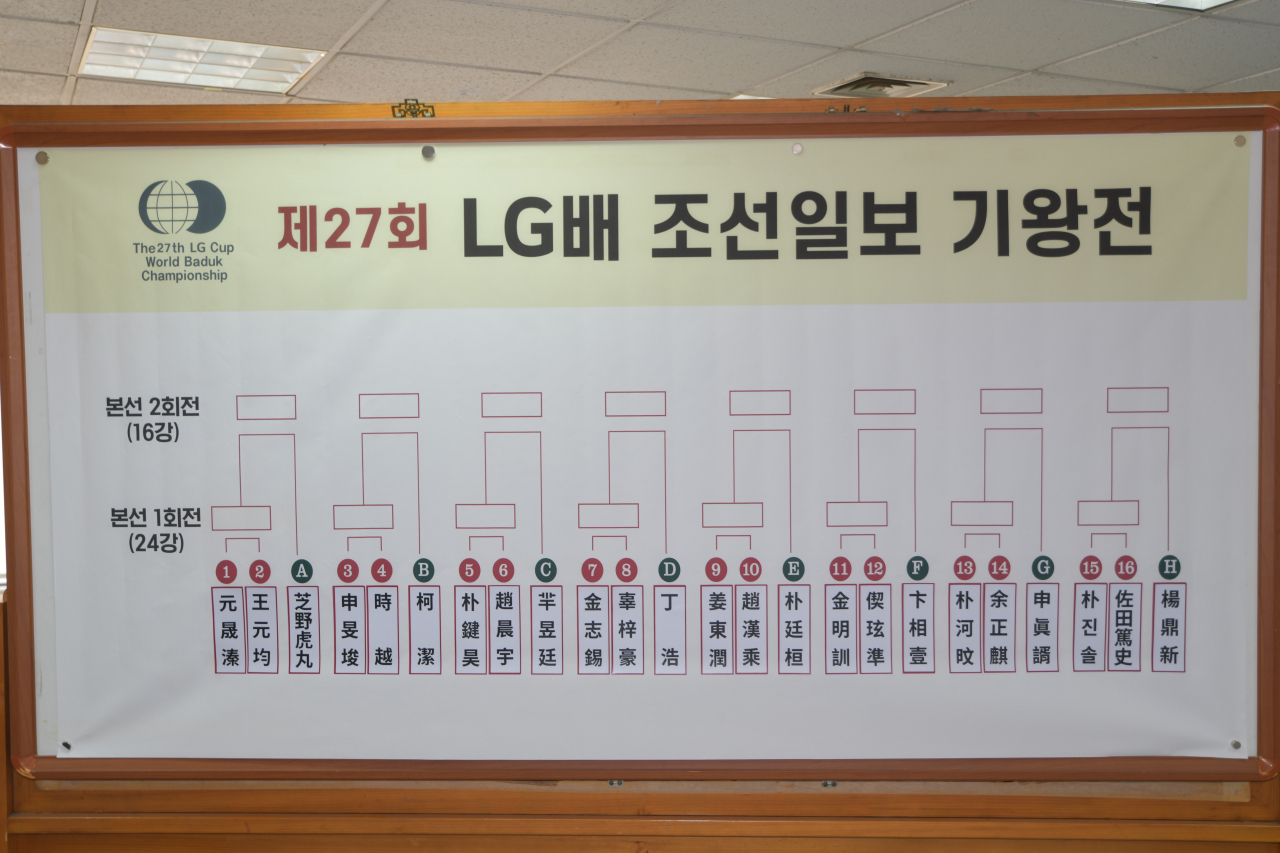 The 27th LG Cup
World Baduk
Championship
제27회 LG배 조선일보 기왕전
본선 2회전
(16강)
본선 1회전
(24강)
1 2 A 3 4 B 5 6 C 7 8 D 9 10 E 11 12 F 13 14 G 15 16 H
元晟溱
王元均
芝野虎丸
申旻埈
時越
柯潔
朴鍵昊
趙晨宇
芈昱廷
金志錫
辜梓豪
丁浩
姜東潤
趙漢乘
朴廷桓
金明訓
偰玹準
卞相壹
朴河旼
余正麒
申眞諝
朴진솔
佐田篤史
楊鼎新